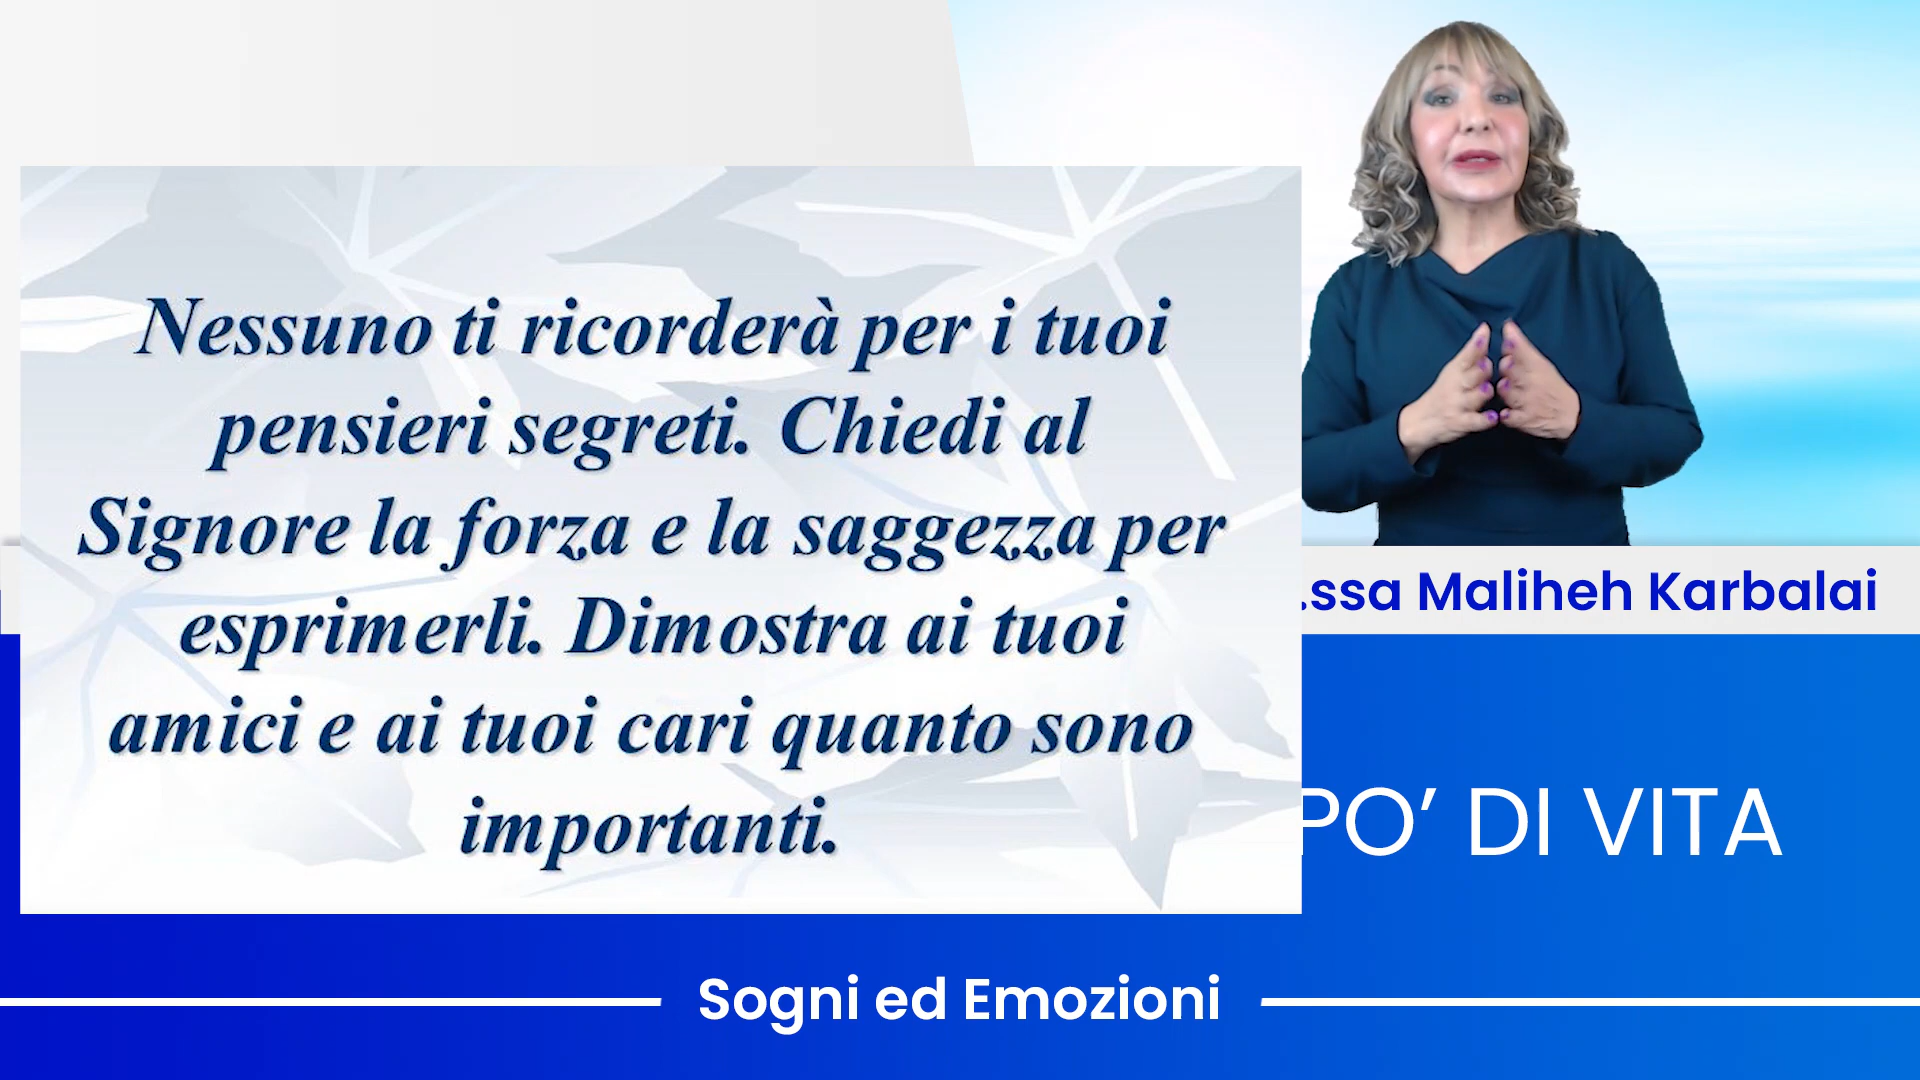 Nessuno ti ricorderà per i tuoi
pensieri segreti. Chiedi al
Signore la forza e la saggezza per
esprimerli. Dimostra ai tuoi
amici e ai tuoi cari quanto sono
importanti.
.ssa Maliheh Karbalai
PO’ DI VITA
Sogni ed Emozioni